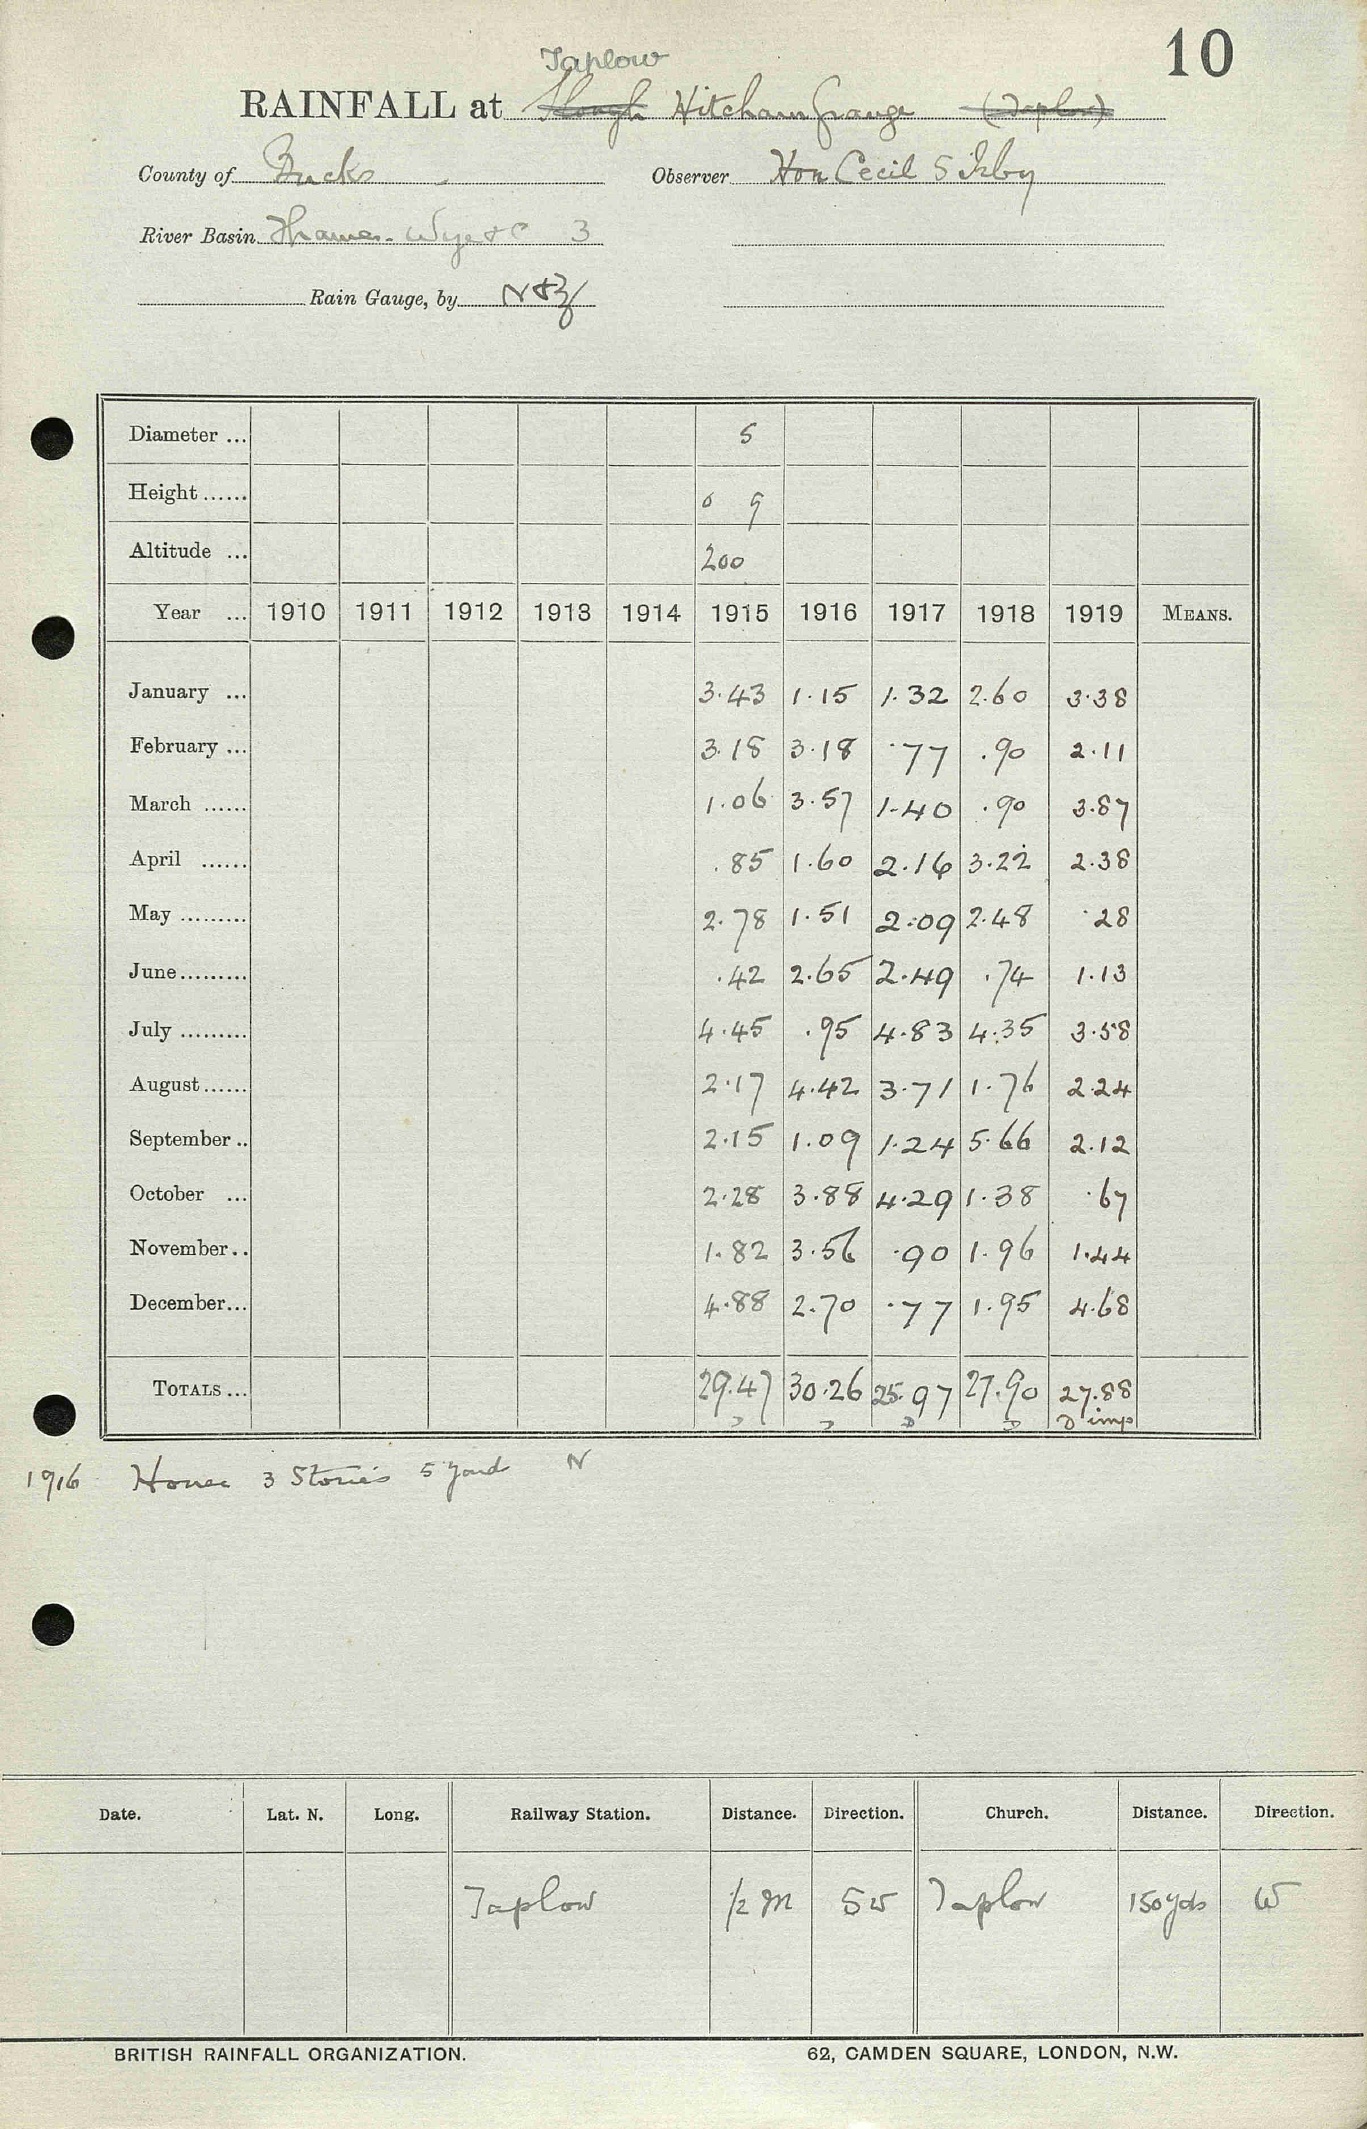 10
Taplow
RAINFALL at Slough Hitcham Grange (Taplow)
County of Bucks Observer Hon Cecil S Irby
River Basin Thames - Wye &c 3
Rain Gauge, by N & Z
Diameter ... 5
Height ...... 0 9
Altitude ... 200
Year ... 1910 1911 1912 1913 1914 1915 1916 1917 1918 1919 MEANS.
January ... 3.43 1.15 1.32 2.60 3.38
February ... 3.18 3.18 .77 .90 2.11
March ...... 1.06 3.57 1.40 .90 3.87
April ...... .85 1.60 2.16 3.22 2.38
May ......... 2.78 1.51 2.09 2.48 .28
June ......... .42 2.65 2.49 .74 1.13
July ......... 4.45 .95 4.83 4.35 3.58
August ...... 2.17 4.42 3.71 1.76 2.24
September .. 2.15 1.09 1.24 5.66 2.12
October ... 2.28 3.88 4.29 1.38 .67
November .. 1.82 3.56 .90 1.96 1.44
December ... 4.88 2.70 .77 1.95 4.68
TOTALS ... 29.47 30.26 25.97 27.90 27.88
D D D D D imp
1916 House 3 Stories 5 yards N
Date. Lat. N. Long. Railway Station. Distance. Direction. Church. Distance. Direction.
Taplow 1/2 M SW Taplow 150 yds W
BRITISH RAINFALL ORGANIZATION. 62, CAMDEN SQUARE, LONDON, N.W.